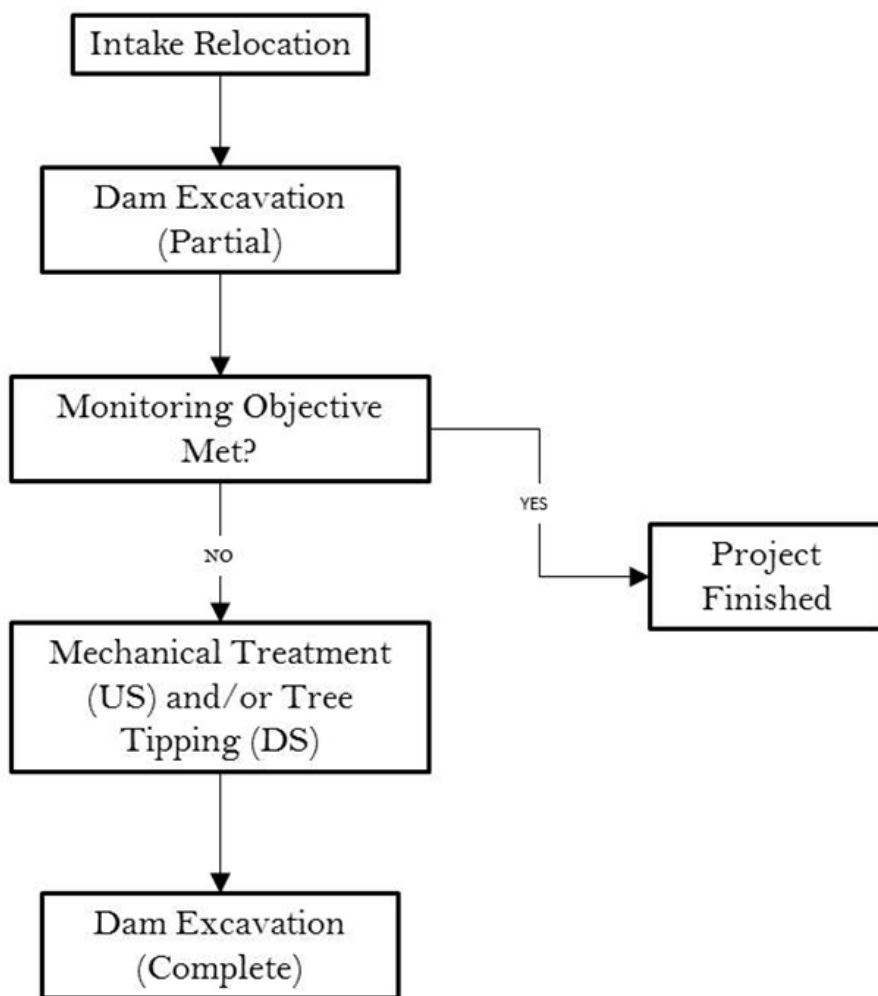 Intake Relocation
Dam Excavation
(Partial)
Monitoring Objective
Met?
YES
NO
Project
Finished
Mechanical Treatment
(US) and/or Tree
Tipping (DS)
Dam Excavation
(Complete)